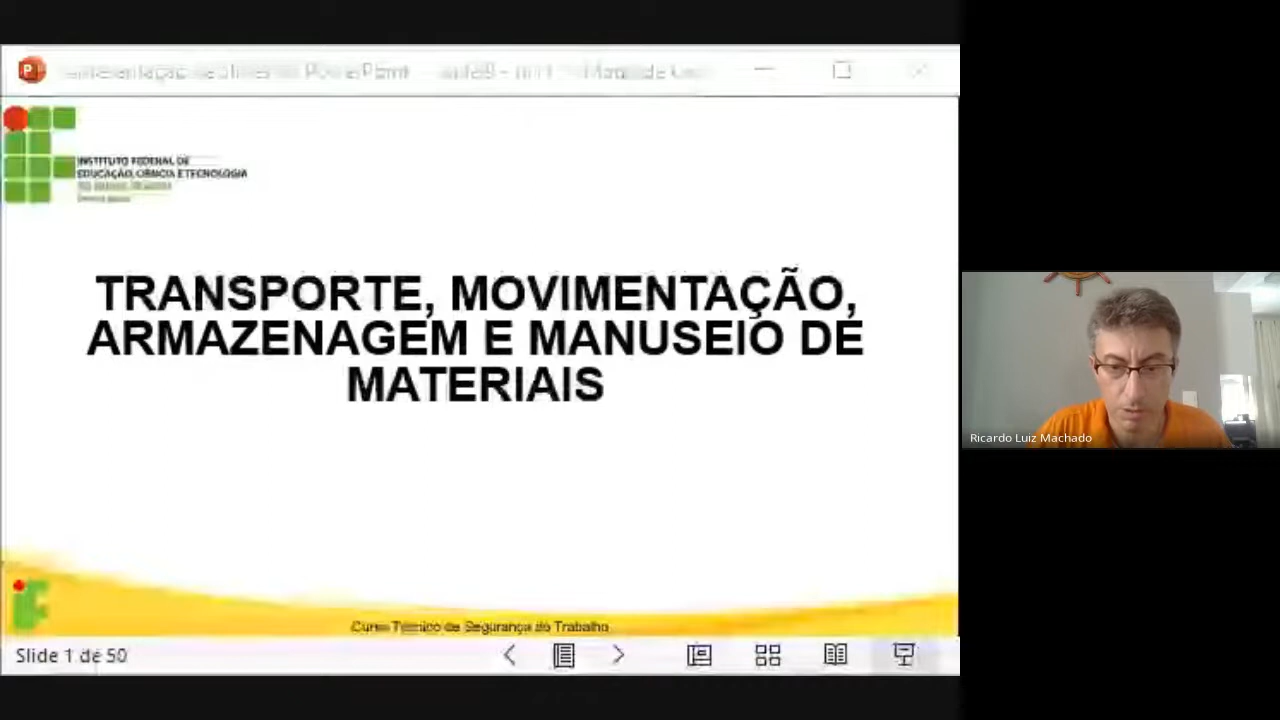 INSTITUTO FEDERAL DE
EDUCAÇÃO, CIÊNCIA E TECNOLOGIA
TRANSPORTE, MOVIMENTAÇÃO,
ARMAZENAGEM E MANUSEIO DE
MATERIAIS
Curso Técnico de Segurança do Trabalho
Slide 1 de 50
Ricardo Luiz Machado